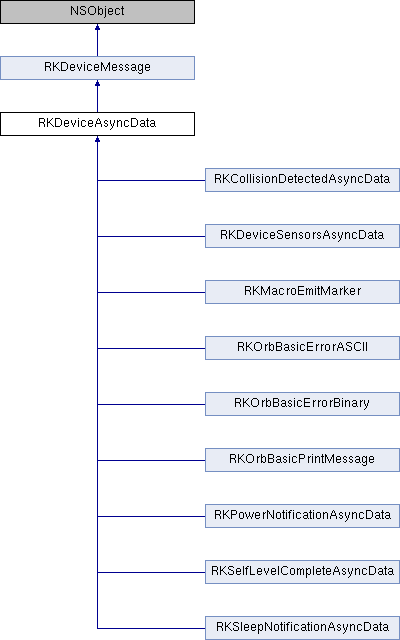 NSObject
RKDeviceMessage
RKDeviceAsyncData
RKCollisionDetectedAsyncData
RKDeviceSensorsAsyncData
RKMacroEmitMarker
RKOrbBasicErrorASCII
RKOrbBasicErrorBinary
RKOrbBasicPrintMessage
RKPowerNotificationAsyncData
RKSelfLevelCompleteAsyncData
RKSleepNotificationAsyncData